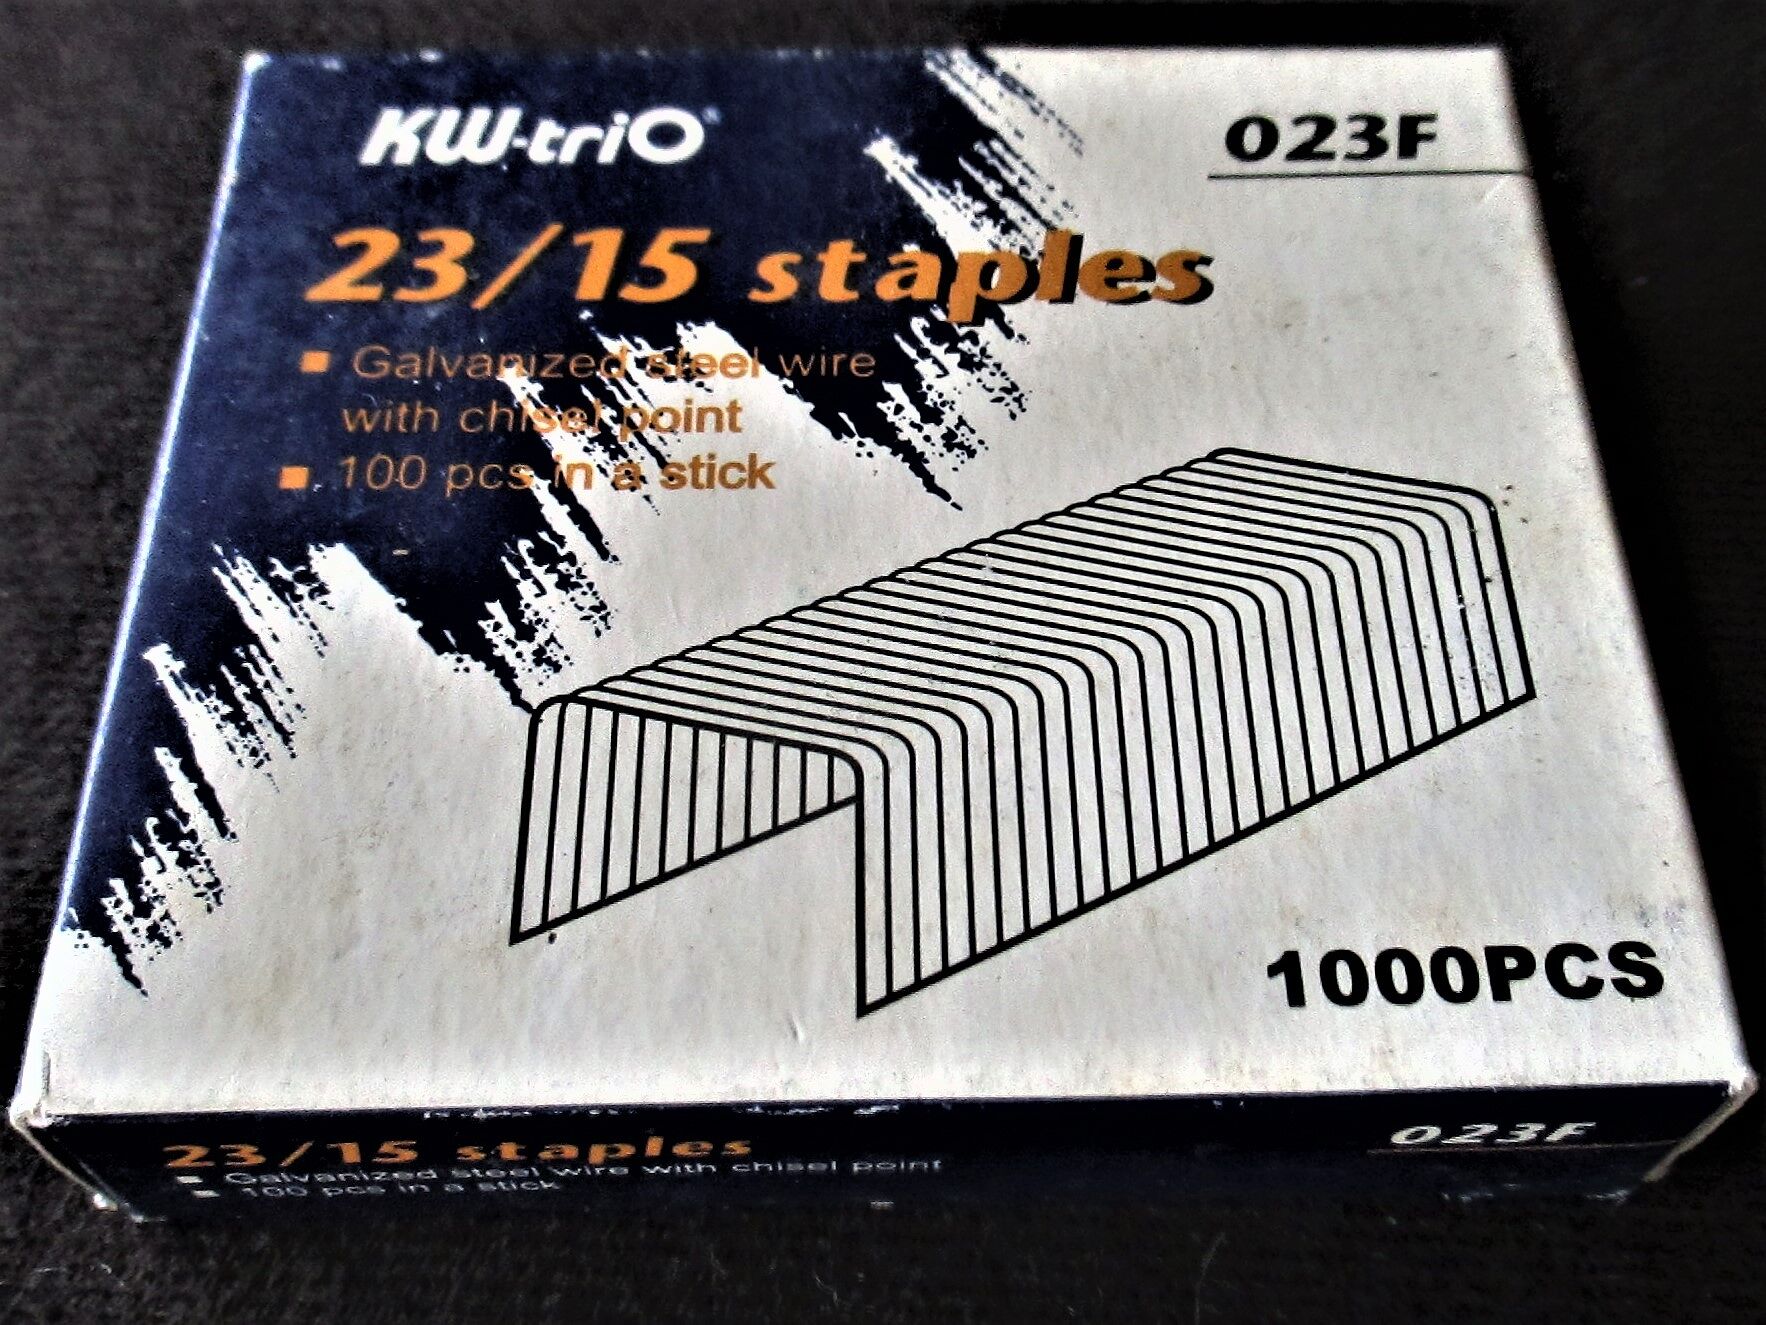 KW-triO
023F
23/15 staples
■ Galvanized steel wire
with chisel point
■ 100 pcs in a stick
1000PCS
23/15 staples
023F
■ Galvanized steel wire with chisel point
■ 100 pcs in a stick